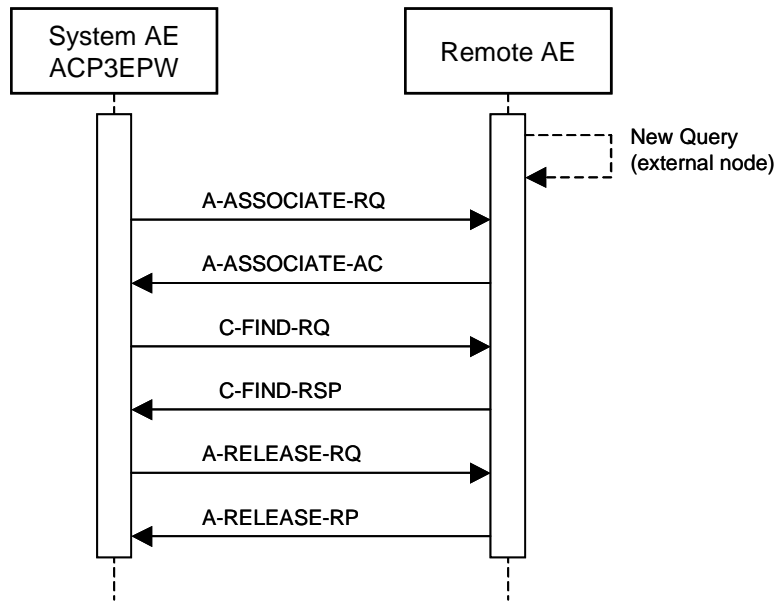 System AE
ACP3EPW
Remote AE
New Query
(external node)
A-ASSOCIATE-RQ
A-ASSOCIATE-AC
C-FIND-RQ
C-FIND-RSP
A-RELEASE-RQ
A-RELEASE-RP